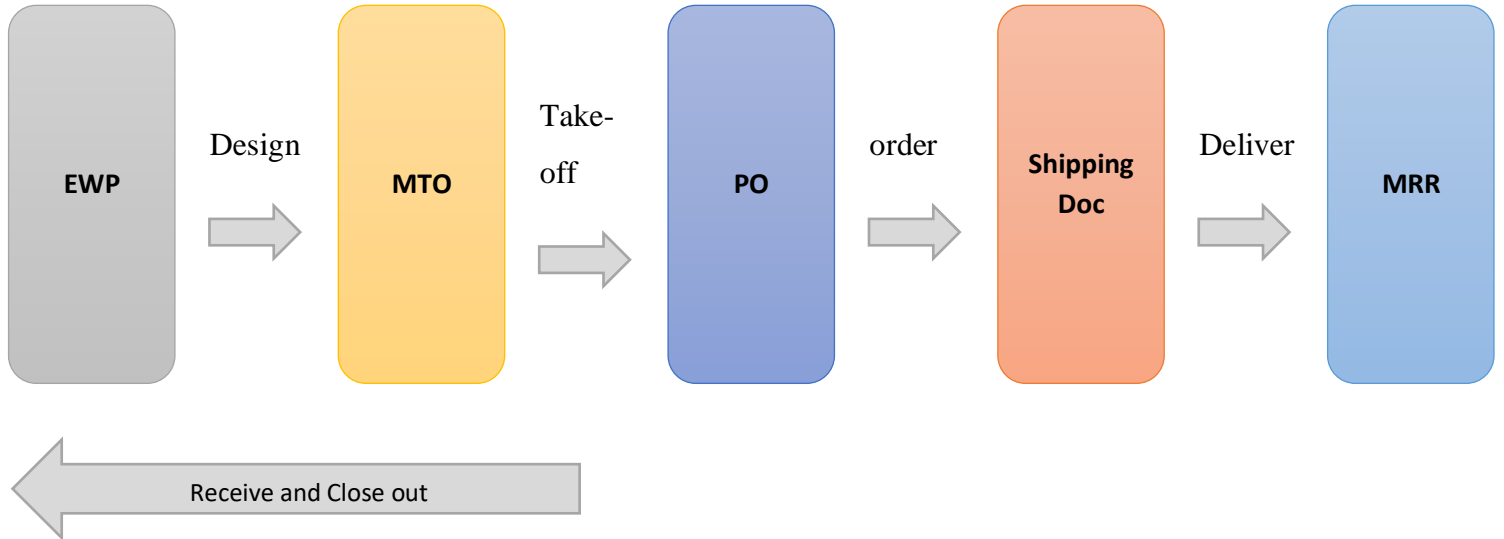 EWP
Design
MTO
Take-
off
PO
order
Shipping
Doc
Deliver
MRR
Receive and Close out